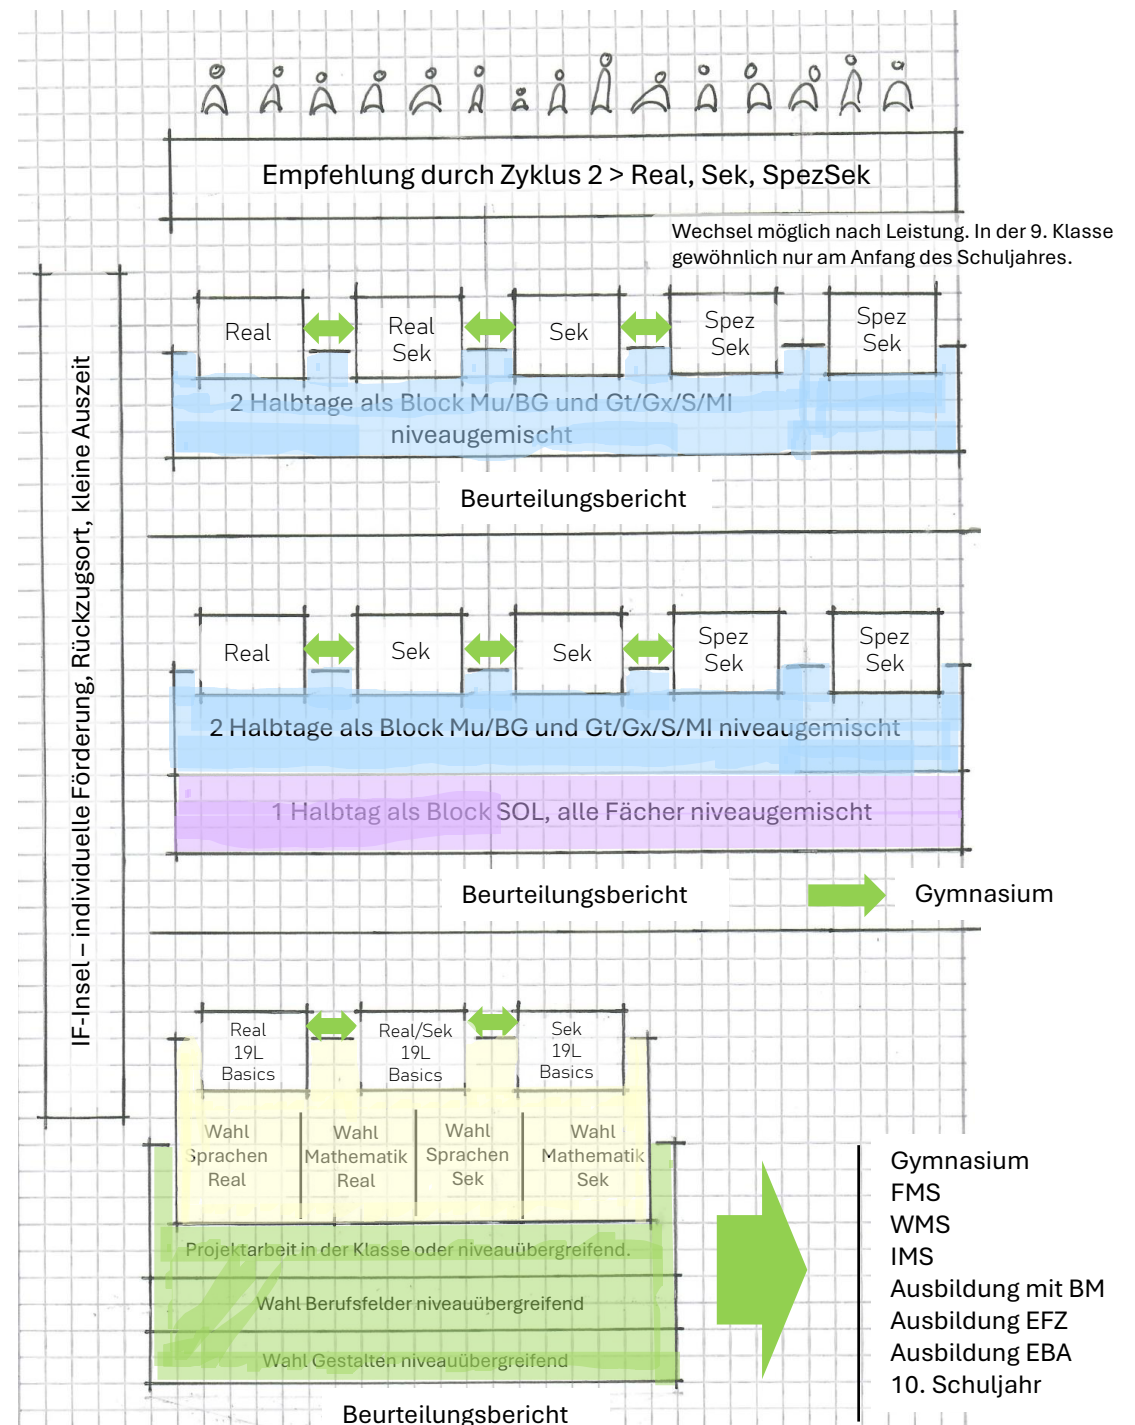 Empfehlung durch Zyklus 2 > Real, Sek, SpezSek
Wechsel möglich nach Leistung. In der 9. Klasse
gewöhnlich nur am Anfang des Schuljahres.
IF-Insel – individuelle Förderung, Rückzugsort, kleine Auszeit
Real
Real
Sek
Sek
Spez
Sek
Spez
Sek
2 Halbtage als Block Mu/BG und Gt/Gx/S/MI
niveaugemischt
Beurteilungsbericht
Real
Sek
Sek
Spez
Sek
Spez
Sek
2 Halbtage als Block Mu/BG und Gt/Gx/S/MI niveaugemischt
1 Halbtag als Block SOL, alle Fächer niveaugemischt
Beurteilungsbericht
Gymnasium
Real
19L
Basics
Real/Sek
19L
Basics
Sek
19L
Basics
Wahl
Sprachen
Real
Wahl
Mathematik
Real
Wahl
Sprachen
Sek
Wahl
Mathematik
Sek
Projektarbeit in der Klasse oder niveauübergreifend.
Wahl Berufsfelder niveauübergreifend
Wahl Gestalten niveauübergreifend
Beurteilungsbericht
Gymnasium
FMS
WMS
IMS
Ausbildung mit BM
Ausbildung EFZ
Ausbildung EBA
10. Schuljahr